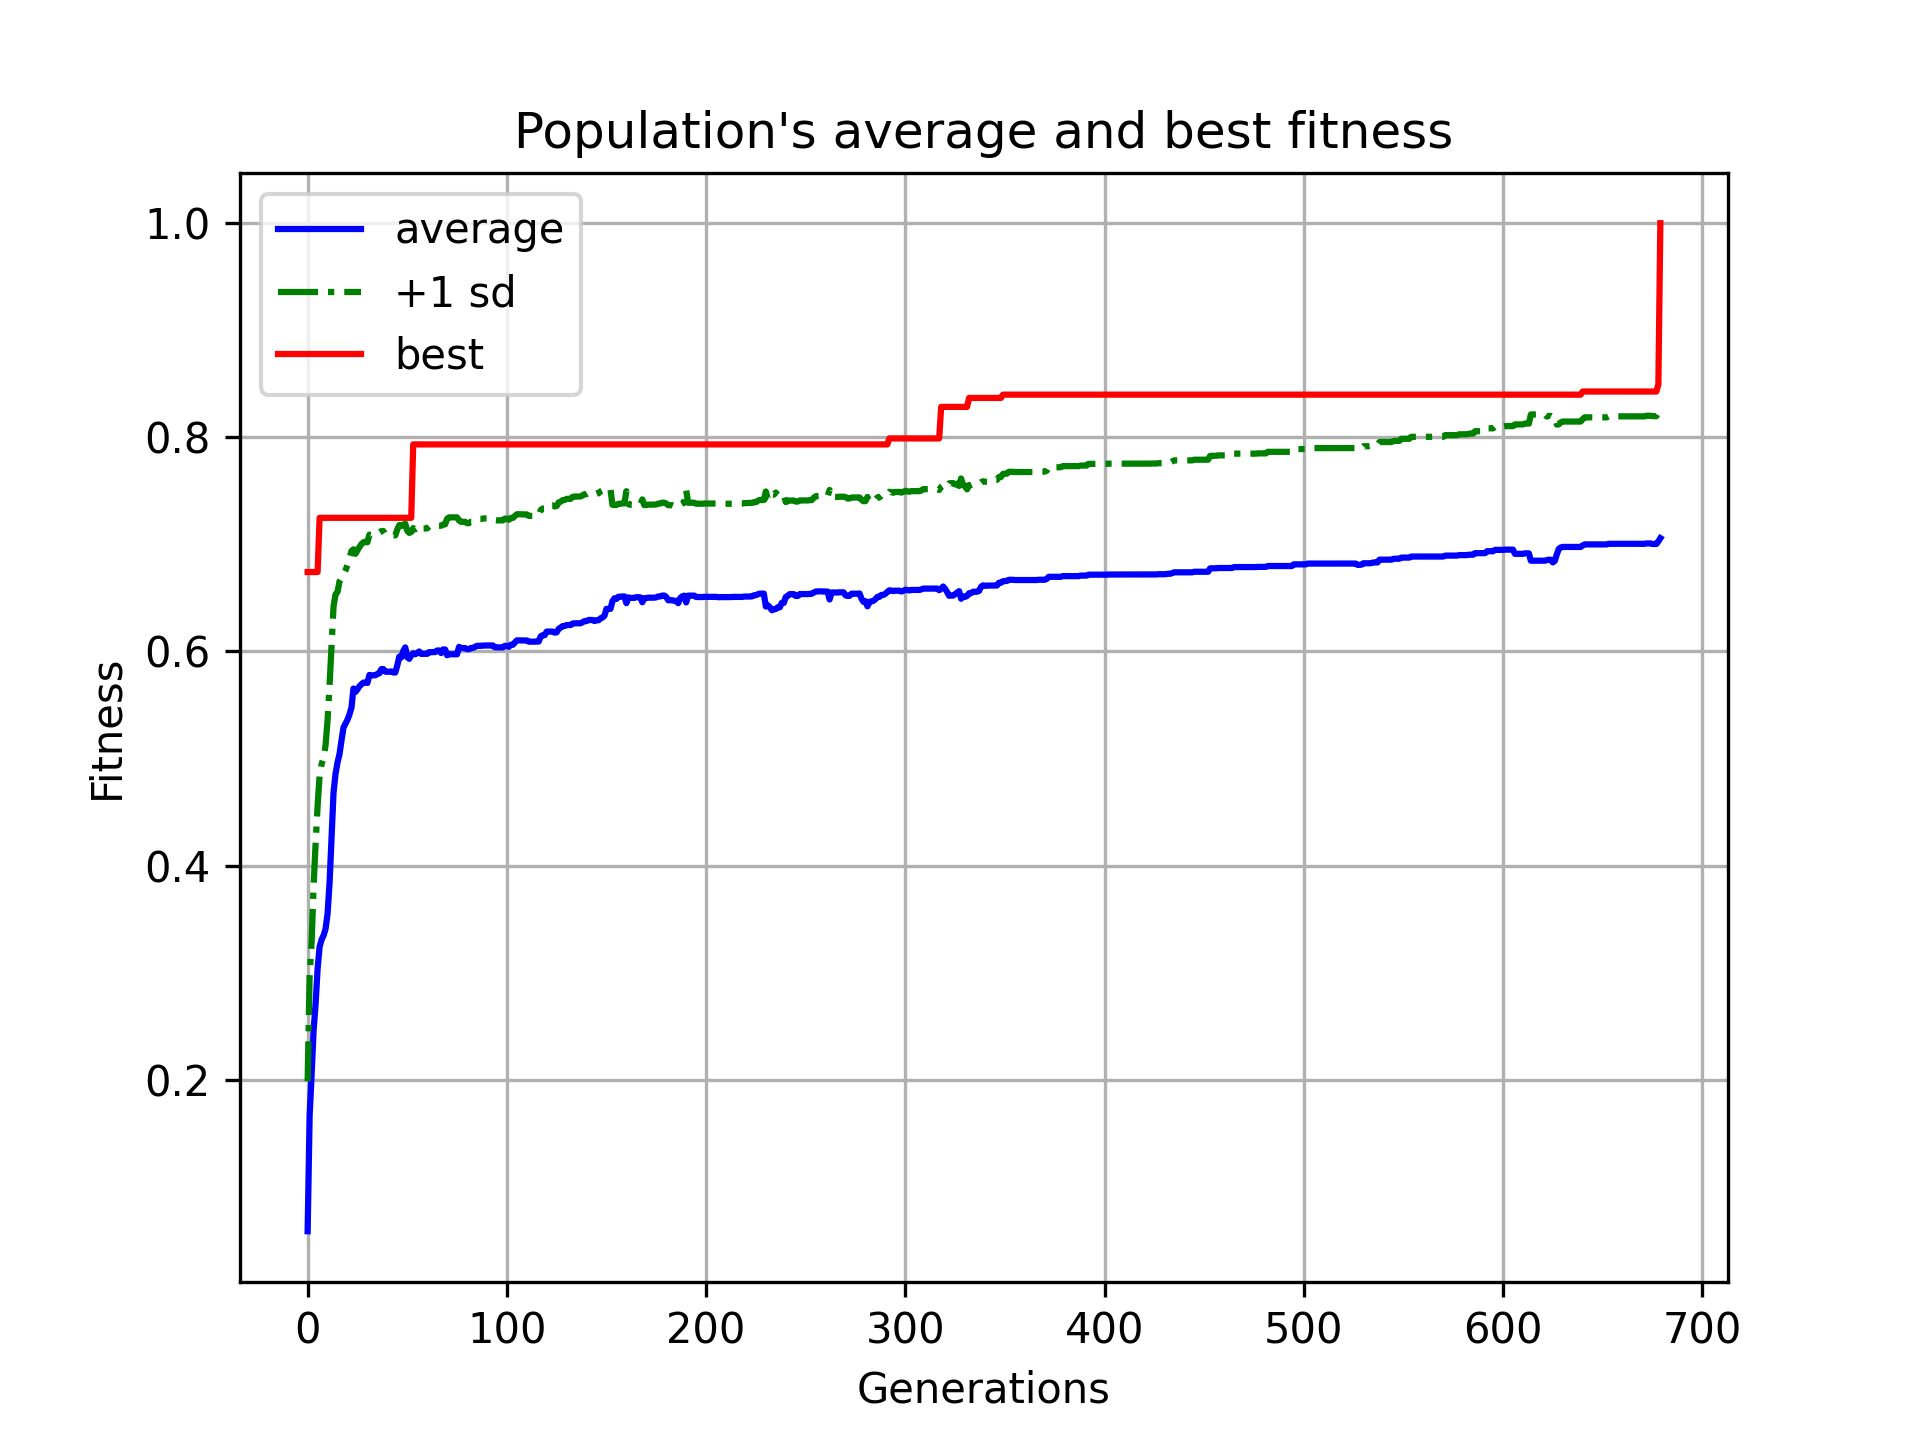 Population's average and best fitness
average
+1 sd
best
1.0
0.8
0.6
0.4
0.2
Fitness
0 100 200 300 400 500 600 700
Generations